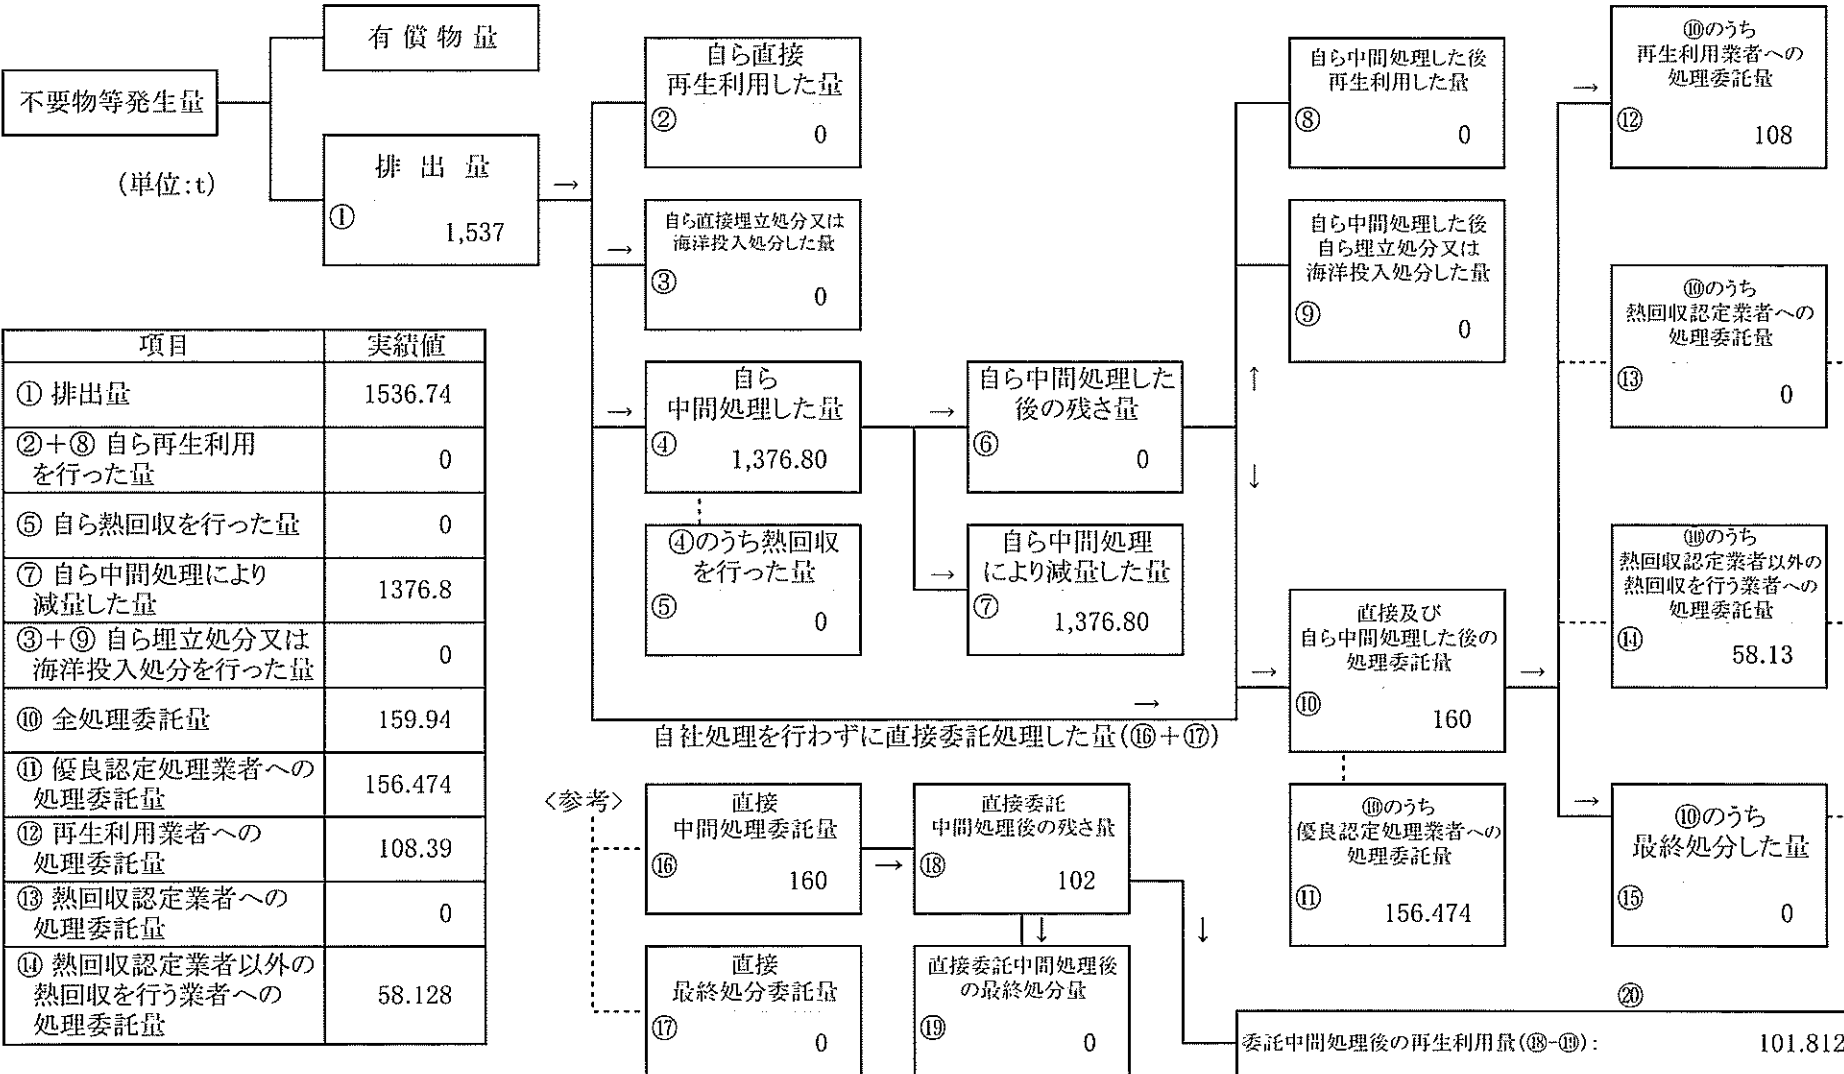 有償物量
不要物等発生量
(単位:t)
排出量
①
1,537
自ら直接
再生利用した量
②
0
自ら直接埋立処分又は
海洋投入処分した量
③
0
自ら
中間処理した量
④
1,376.80
④のうち熱回収
を行った量
⑤
0
自ら中間処理した
後の残さ量
⑥
0
自ら中間処理
により減量した量
⑦
1,376.80
自ら中間処理した後
再生利用した量
⑧
0
自ら中間処理した後
自ら埋立処分又は
海洋投入処分した量
⑨
0
直接及び
自ら中間処理した後の
処理委託量
⑩
160
⑩のうち
優良認定処理業者への
処理委託量
⑪
156.474
⑩のうち
再生利用業者への
処理委託量
⑫
108
⑩のうち
熱回収認定業者への
処理委託量
⑬
0
⑩のうち
熱回収認定業者以外の
熱回収を行う業者への
処理委託量
⑭
58.13
⑩のうち
最終処分した量
⑮
0
自社処理を行わずに直接委託処理した量(⑯+⑰)
<参考>
直接
中間処理委託量
⑯
160
直接
最終処分委託量
⑰
0
直接委託
中間処理後の残さ量
⑱
102
直接委託中間処理後
の最終処分量
⑲
0
⑳
委託中間処理後の再生利用量(⑱-⑲):
101.812
項目 実績値
① 排出量 1536.74
②+⑧ 自ら再生利用
を行った量 0
⑤ 自ら熱回収を行った量 0
⑦ 自ら中間処理により
減量した量 1376.8
③+⑨ 自ら埋立処分又は
海洋投入処分を行った量 0
⑩ 全処理委託量 159.94
⑪ 優良認定処理業者への
処理委託量 156.474
⑫ 再生利用業者への
処理委託量 108.39
⑬ 熱回収認定業者への
処理委託量 0
⑭ 熱回収認定業者以外の
熱回収を行う業者への
処理委託量 58.128